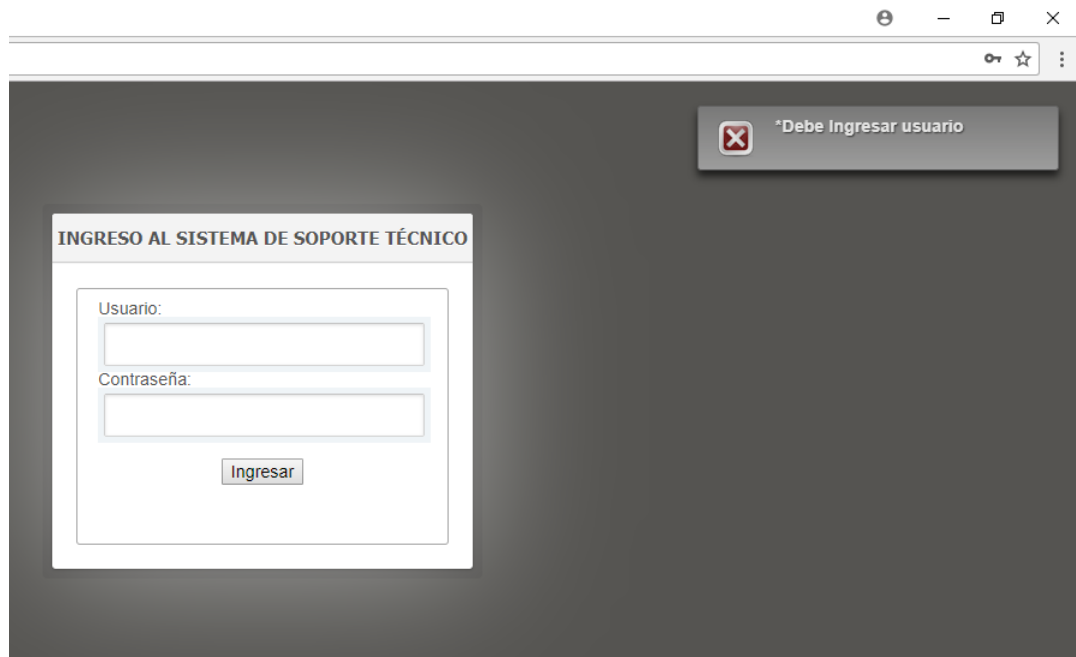 *Debe Ingresar usuario
INGRESO AL SISTEMA DE SOPORTE TÉCNICO
Usuario:
Contraseña:
Ingresar